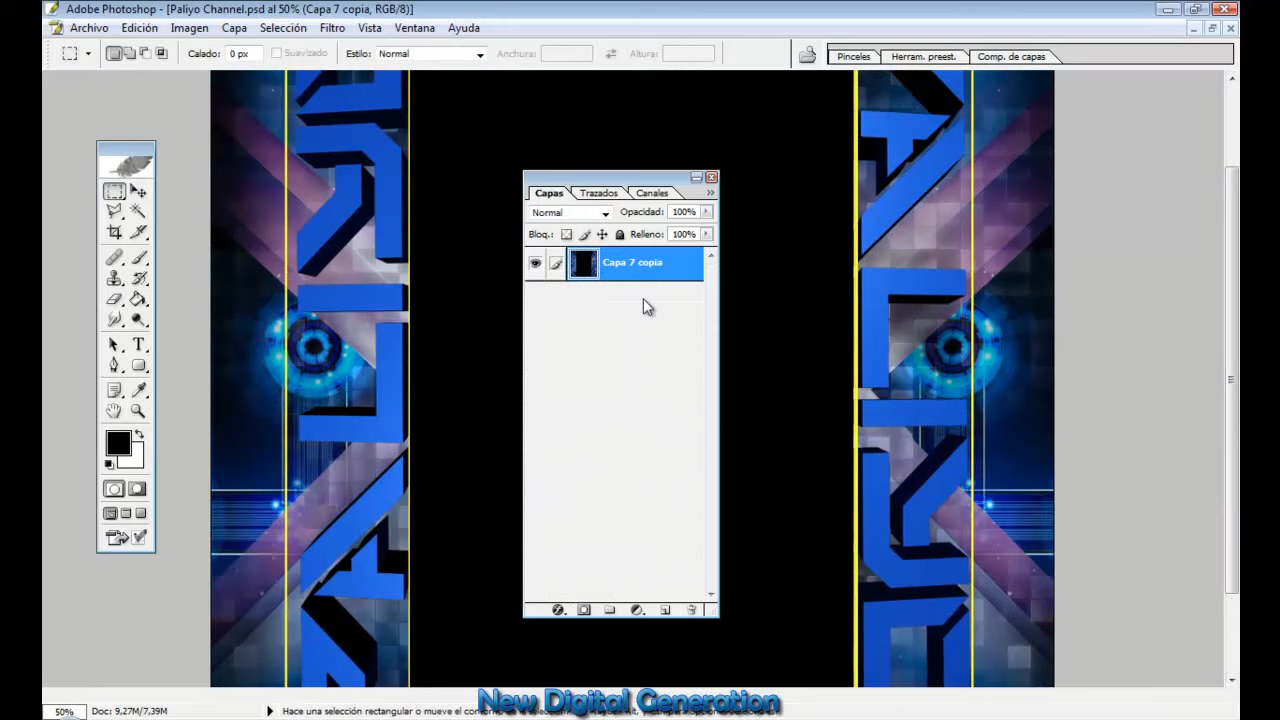 Adobe Photoshop - [Paliyo Channel.psd al 50% (Capa 7 copia, RGB/8)]
Archivo Edición Imagen Capa Selección Filtro Vista Ventana Ayuda
Calado: 0 px Suavizado Estilo: Normal Anchura: Altura: Pinceles Herram. preest. Comp. de capas
Capas Trazados Canales
Normal Opacidad: 100%
Bloq.: Relleno: 100%
Capa 7 copia
50% Doc: 9,27M/7,39M Hace una selección rectangular o mueve el
New Digital Generation